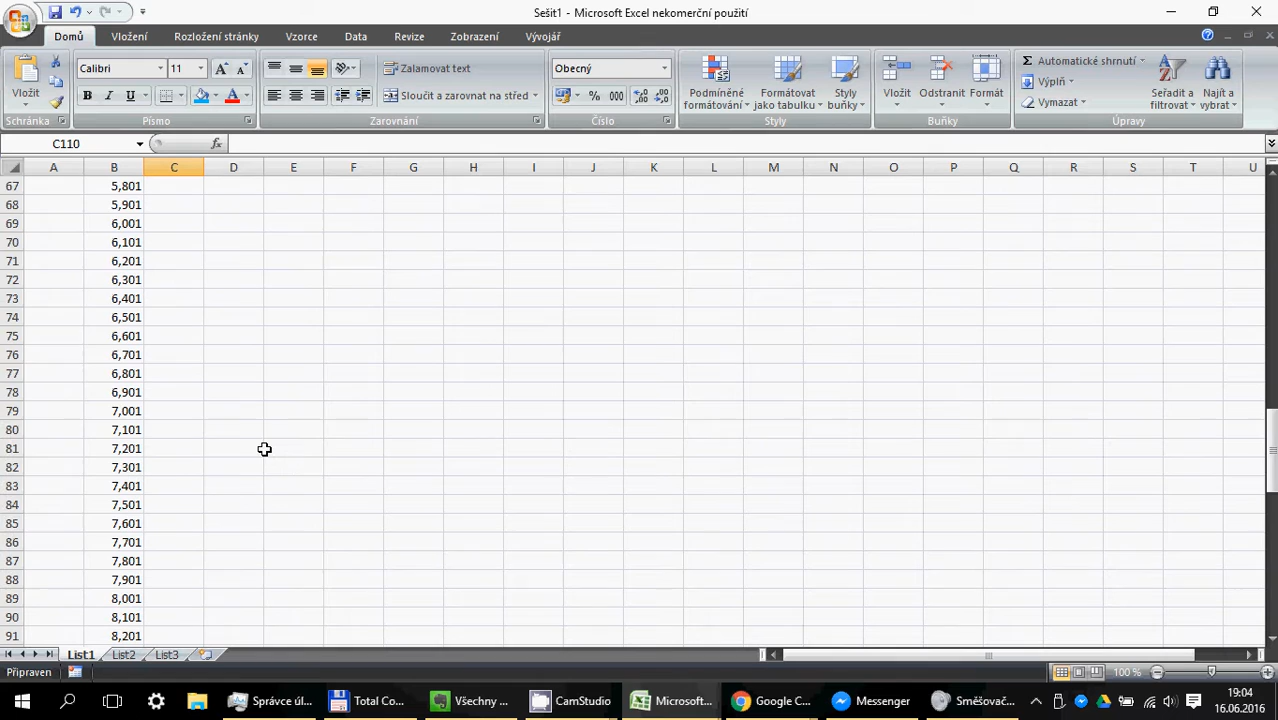 Sešit1 - Microsoft Excel nekomerční použití
Domů Vložení Rozložení stránky Vzorce Data Revize Zobrazení Vývojář
Vložit
Schránka
Calibri 11
B I U
Písmo
Zalamovat text
Sloučit a zarovnat na střed
Zarovnání
Obecný
% 000
Číslo
Podmíněné formátování
Formátovat jako tabulku
Styly buňky
Styly
Vložit Odstranit Formát
Buňky
Σ Automatické shrnutí
Výplň
Vymazat
Seřadit a filtrovat
Najít a vybrat
Úpravy
C110 fx
A B C D E F G H I J K L M N O P Q R S T U
67 5,801
68 5,901
69 6,001
70 6,101
71 6,201
72 6,301
73 6,401
74 6,501
75 6,601
76 6,701
77 6,801
78 6,901
79 7,001
80 7,101
81 7,201
82 7,301
83 7,401
84 7,501
85 7,601
86 7,701
87 7,801
88 7,901
89 8,001
90 8,101
91 8,201
List1 List2 List3
Připraven 100 %
Správce úl... Total Co... Všechny ... CamStudio Microsoft... Google C... Messenger Směšovač...
19:04
16.06.2016